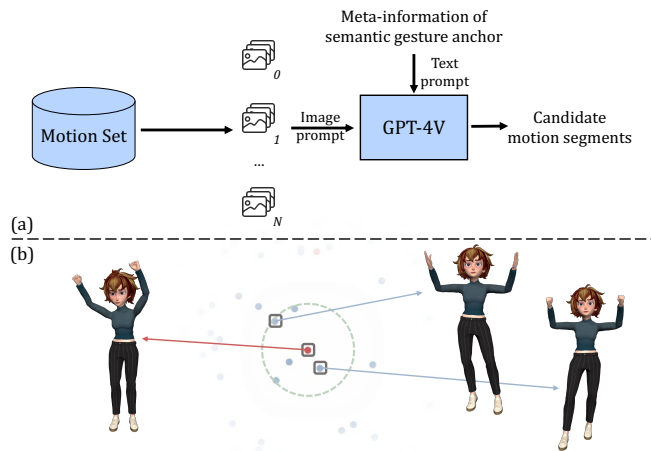 Meta-information of
semantic gesture anchor
Text
prompt
0
Motion Set
1
Image
prompt
GPT-4V
Candidate
motion segments
...
N
(a)
(b)